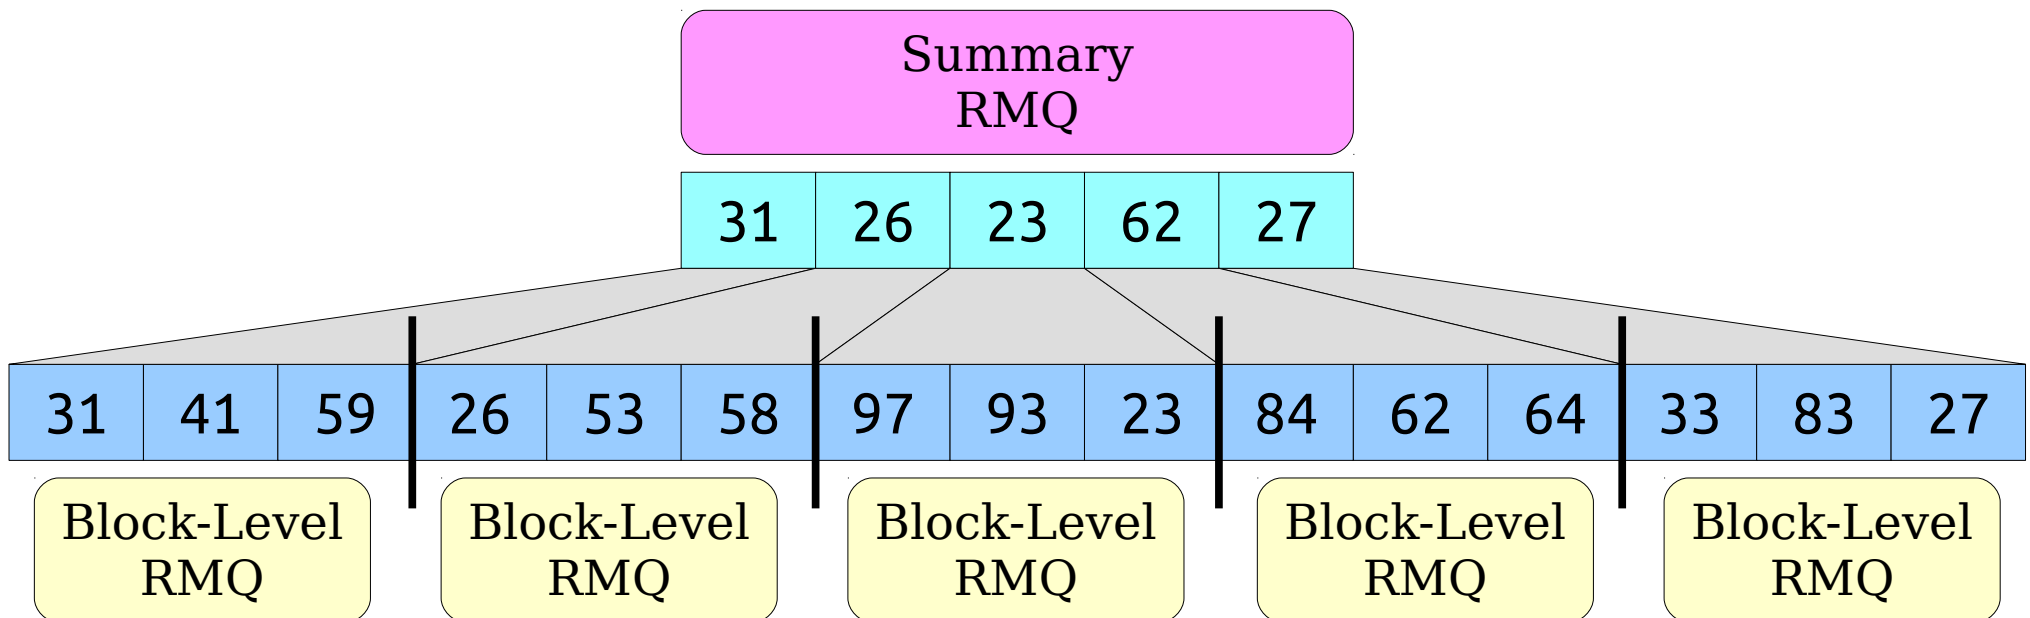 Summary
RMQ
31 26 23 62 27
31 41 59 26 53 58 97 93 23 84 62 64 33 83 27
Block-Level Block-Level Block-Level Block-Level Block-Level
RMQ RMQ RMQ RMQ RMQ